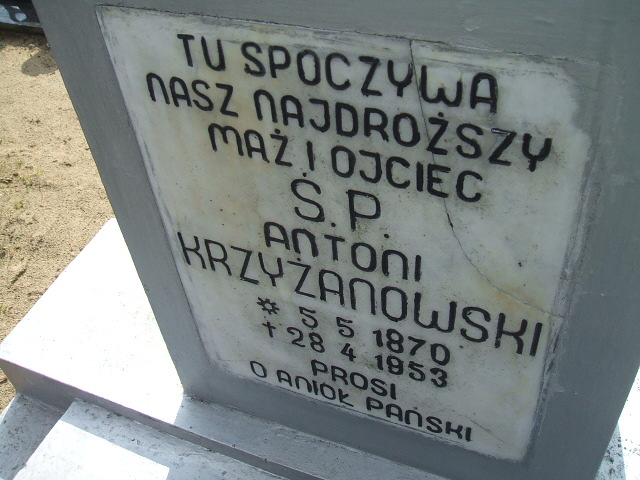 TU SPOCZYWA
NASZ NAJDROŻSZY
MĄŻ I OJCIEC
Ś.P.
ANTONI
KRZYŻANOWSKI
* 5 5 1870
† 28 4 1953
PROSI
O ANIOŁ PAŃSKI